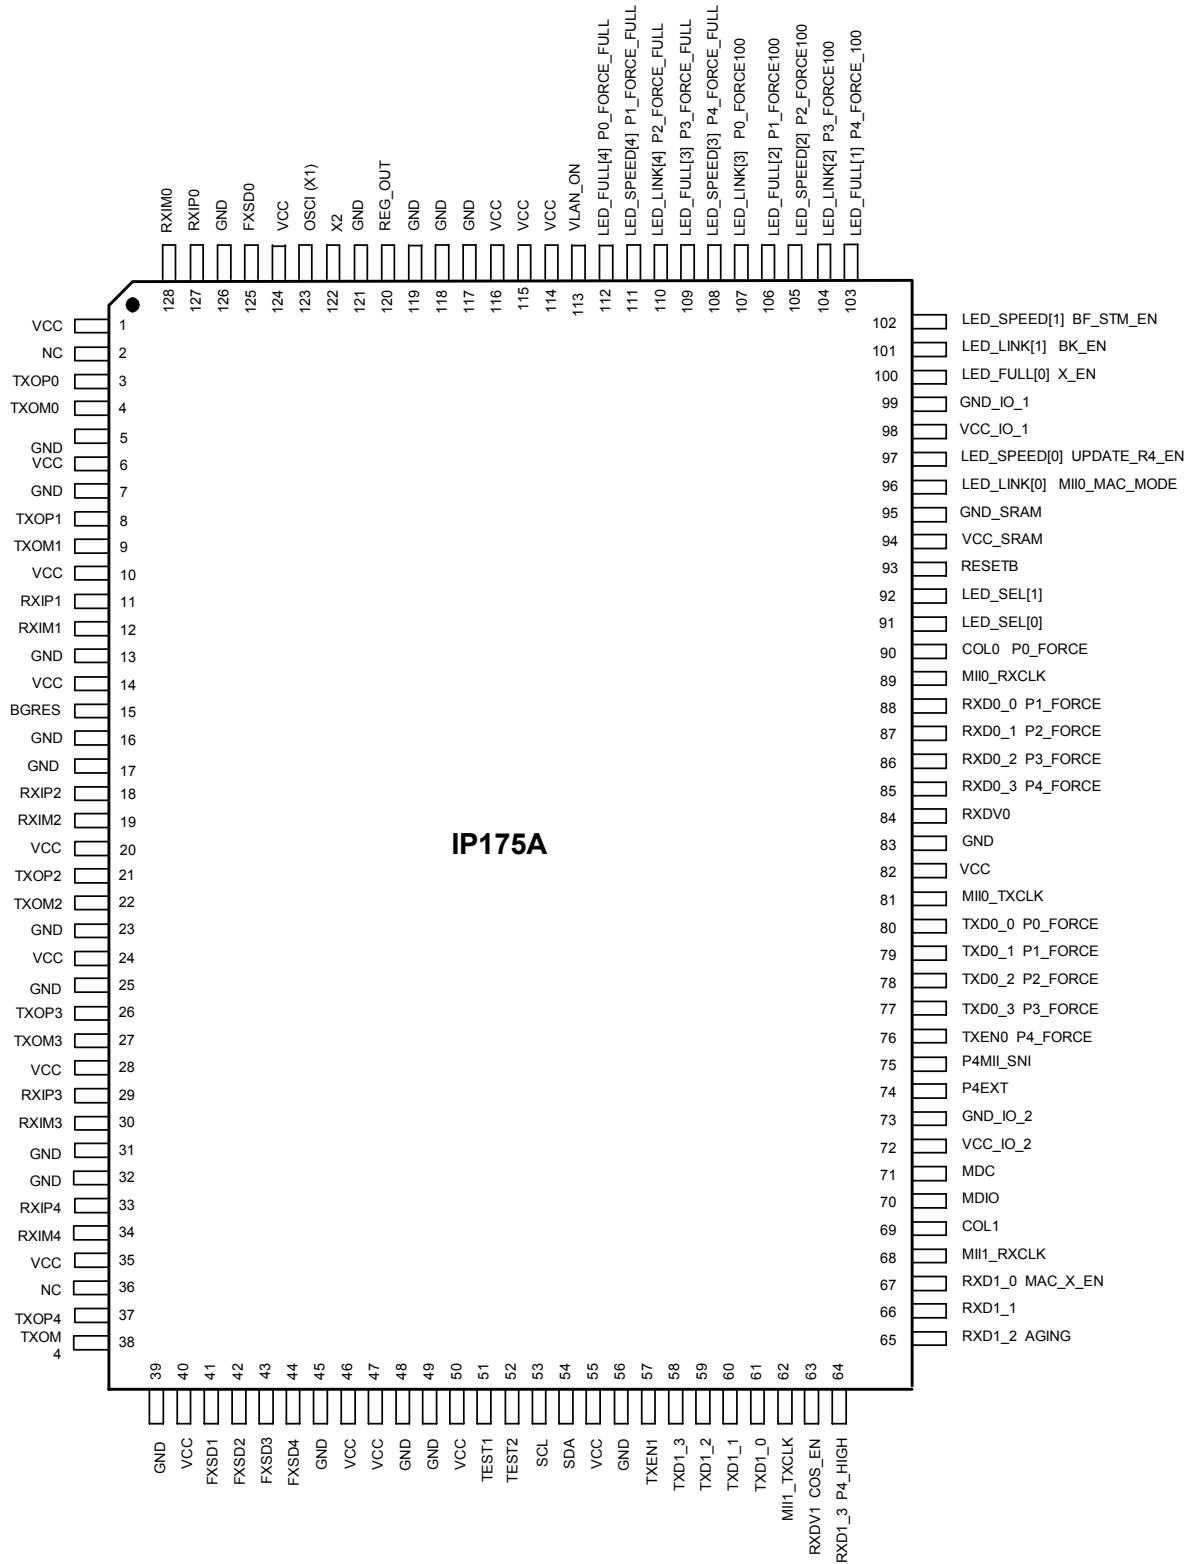 RXIM0
RXIP0
GND
FXSD0
VCC
OSCI (X1)
X2
GND
REG_OUT
GND
GND
GND
VCC
VCC
VCC
VLAN_ON
LED_FULL[4] P0_FORCE_FULL
LED_SPEED[4] P1_FORCE_FULL
LED_LINK[4] P2_FORCE_FULL
LED_FULL[3] P3_FORCE_FULL
LED_SPEED[3] P4_FORCE_FULL
LED_LINK[3] P0_FORCE100
LED_FULL[2] P1_FORCE100
LED_SPEED[2] P2_FORCE100
LED_LINK[2] P3_FORCE100
LED_FULL[1] P4_FORCE_100
128
127
126
125
124
123
122
121
120
119
118
117
116
115
114
113
112
111
110
109
108
107
106
105
104
103
VCC 1
NC 2
TXOP0 3
TXOM0 4
GND 5
VCC 6
GND 7
TXOP1 8
TXOM1 9
VCC 10
RXIP1 11
RXIM1 12
GND 13
VCC 14
BGRES 15
GND 16
GND 17
RXIP2 18
RXIM2 19
VCC 20
TXOP2 21
TXOM2 22
GND 23
VCC 24
GND 25
TXOP3 26
TXOM3 27
VCC 28
RXIP3 29
RXIM3 30
GND 31
GND 32
RXIP4 33
RXIM4 34
VCC 35
NC 36
TXOP4 37
TXOM 38
4
IP175A
102 LED_SPEED[1] BF_STM_EN
101 LED_LINK[1] BK_EN
100 LED_FULL[0] X_EN
99 GND_IO_1
98 VCC_IO_1
97 LED_SPEED[0] UPDATE_R4_EN
96 LED_LINK[0] MII0_MAC_MODE
95 GND_SRAM
94 VCC_SRAM
93 RESETB
92 LED_SEL[1]
91 LED_SEL[0]
90 COL0 P0_FORCE
89 MII0_RXCLK
88 RXD0_0 P1_FORCE
87 RXD0_1 P2_FORCE
86 RXD0_2 P3_FORCE
85 RXD0_3 P4_FORCE
84 RXDV0
83 GND
82 VCC
81 MII0_TXCLK
80 TXD0_0 P0_FORCE
79 TXD0_1 P1_FORCE
78 TXD0_2 P2_FORCE
77 TXD0_3 P3_FORCE
76 TXEN0 P4_FORCE
75 P4MII_SNI
74 P4EXT
73 GND_IO_2
72 VCC_IO_2
71 MDC
70 MDIO
69 COL1
68 MII1_RXCLK
67 RXD1_0 MAC_X_EN
66 RXD1_1
65 RXD1_2 AGING
39
40
41
42
43
44
45
46
47
48
49
50
51
52
53
54
55
56
57
58
59
60
61
62
63
64
GND
VCC
FXSD1
FXSD2
FXSD3
FXSD4
GND
VCC
VCC
GND
GND
VCC
TEST1
TEST2
SCL
SDA
VCC
GND
TXEN1
TXD1_3
TXD1_2
TXD1_1
TXD1_0
MII1_TXCLK
RXDV1 COS_EN
RXD1_3 P4_HIGH